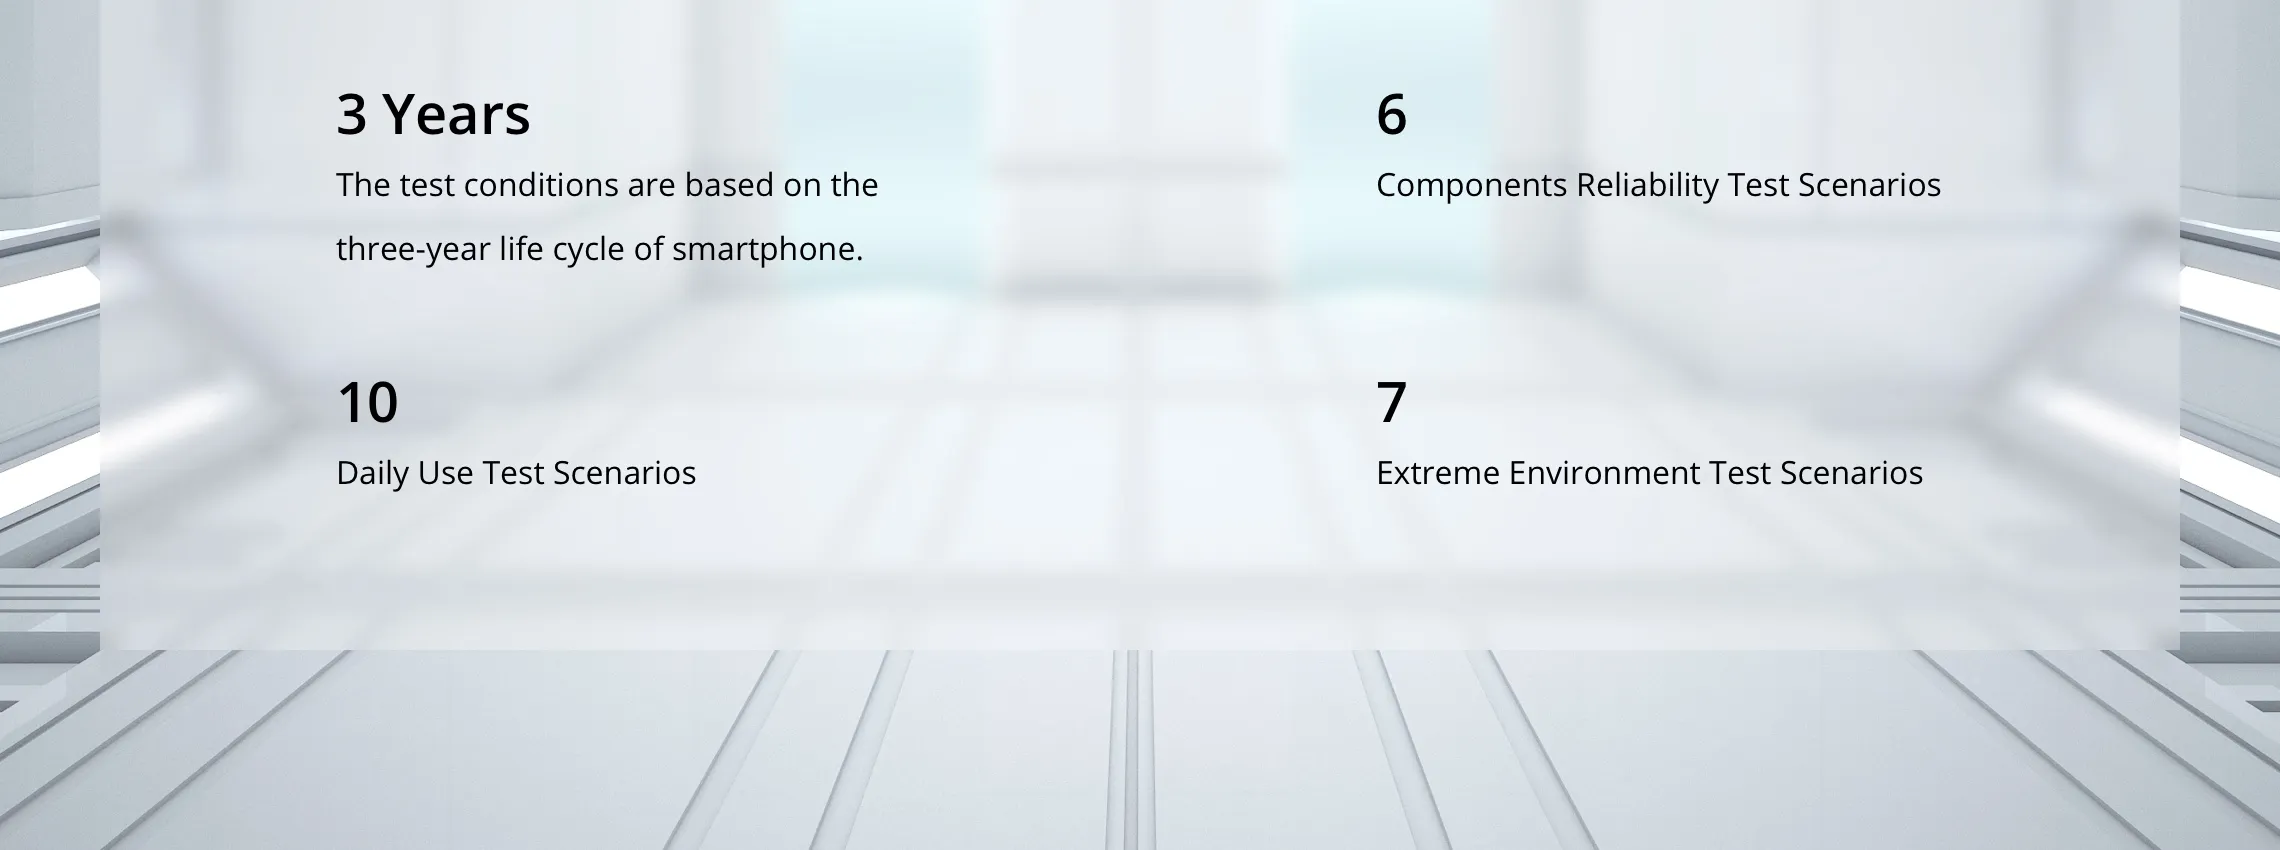 3 Years
The test conditions are based on the
three-year life cycle of smartphone.
6
Components Reliability Test Scenarios
10
Daily Use Test Scenarios
7
Extreme Environment Test Scenarios